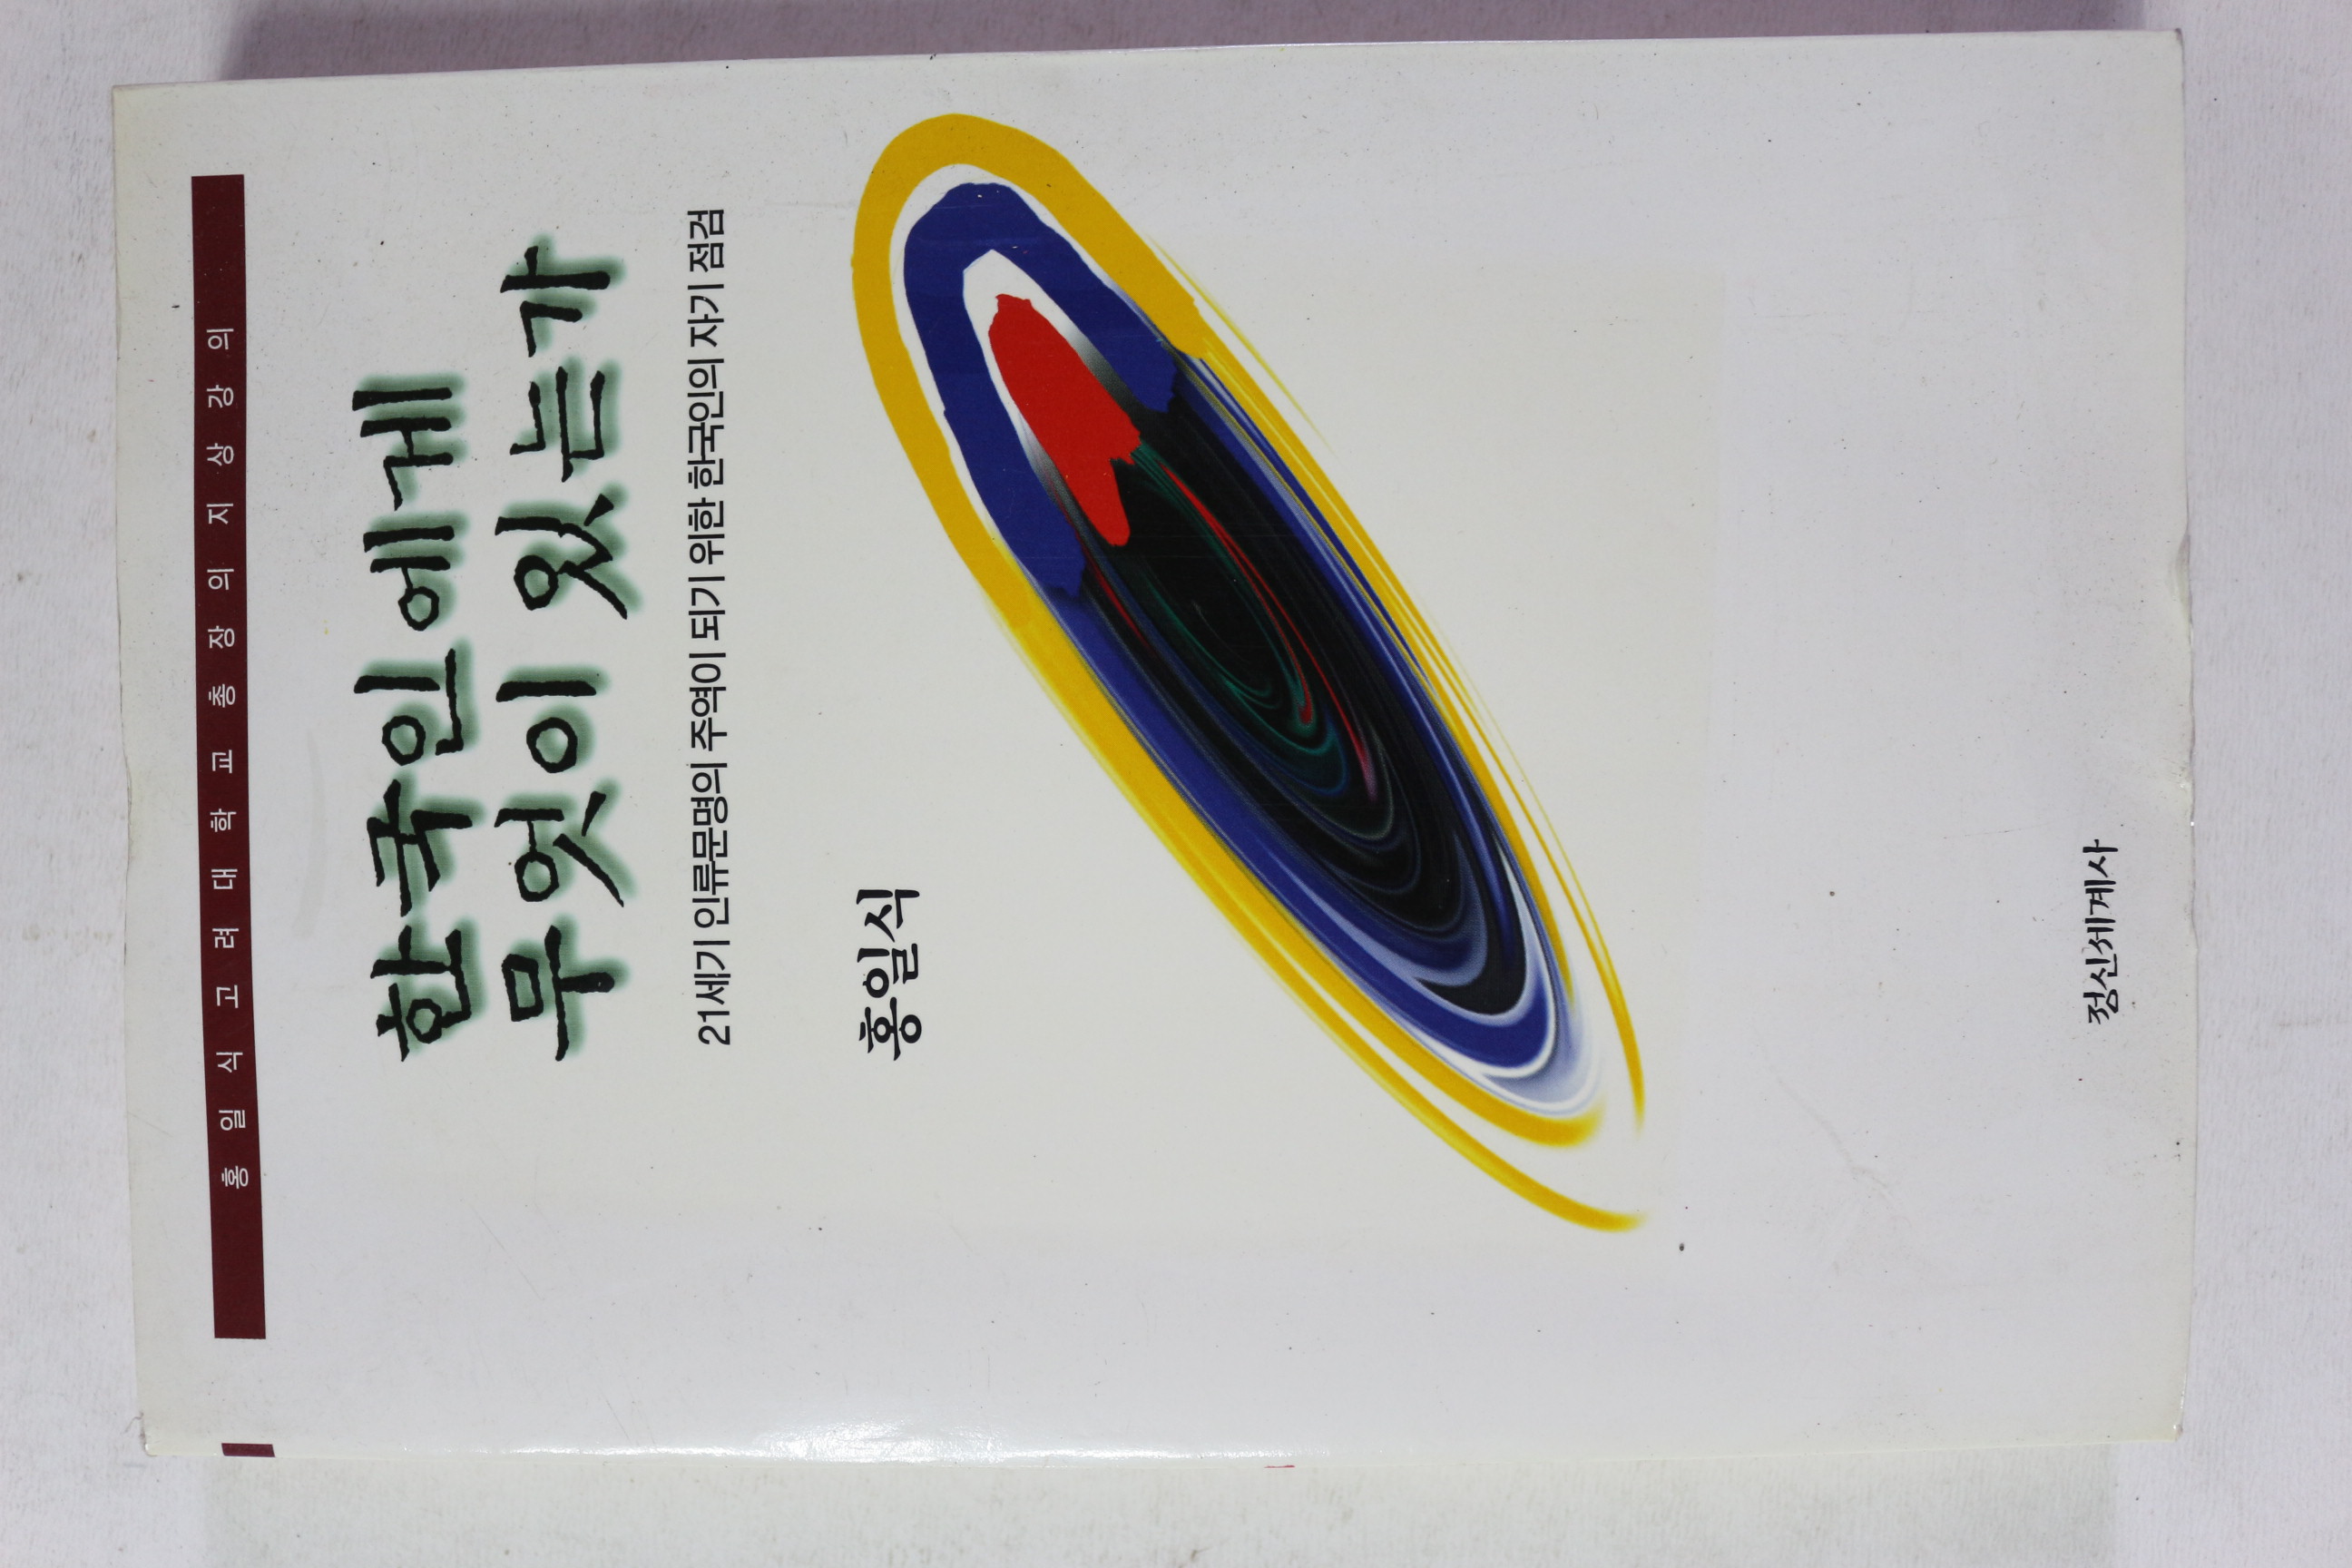 홍일식 고려대학교 총장의 지상강의
한국인에게
무엇이 있는가
21세기 인류문명의 주역이 되기 위한 한국인의 자기 점검
홍일식
정신세계사